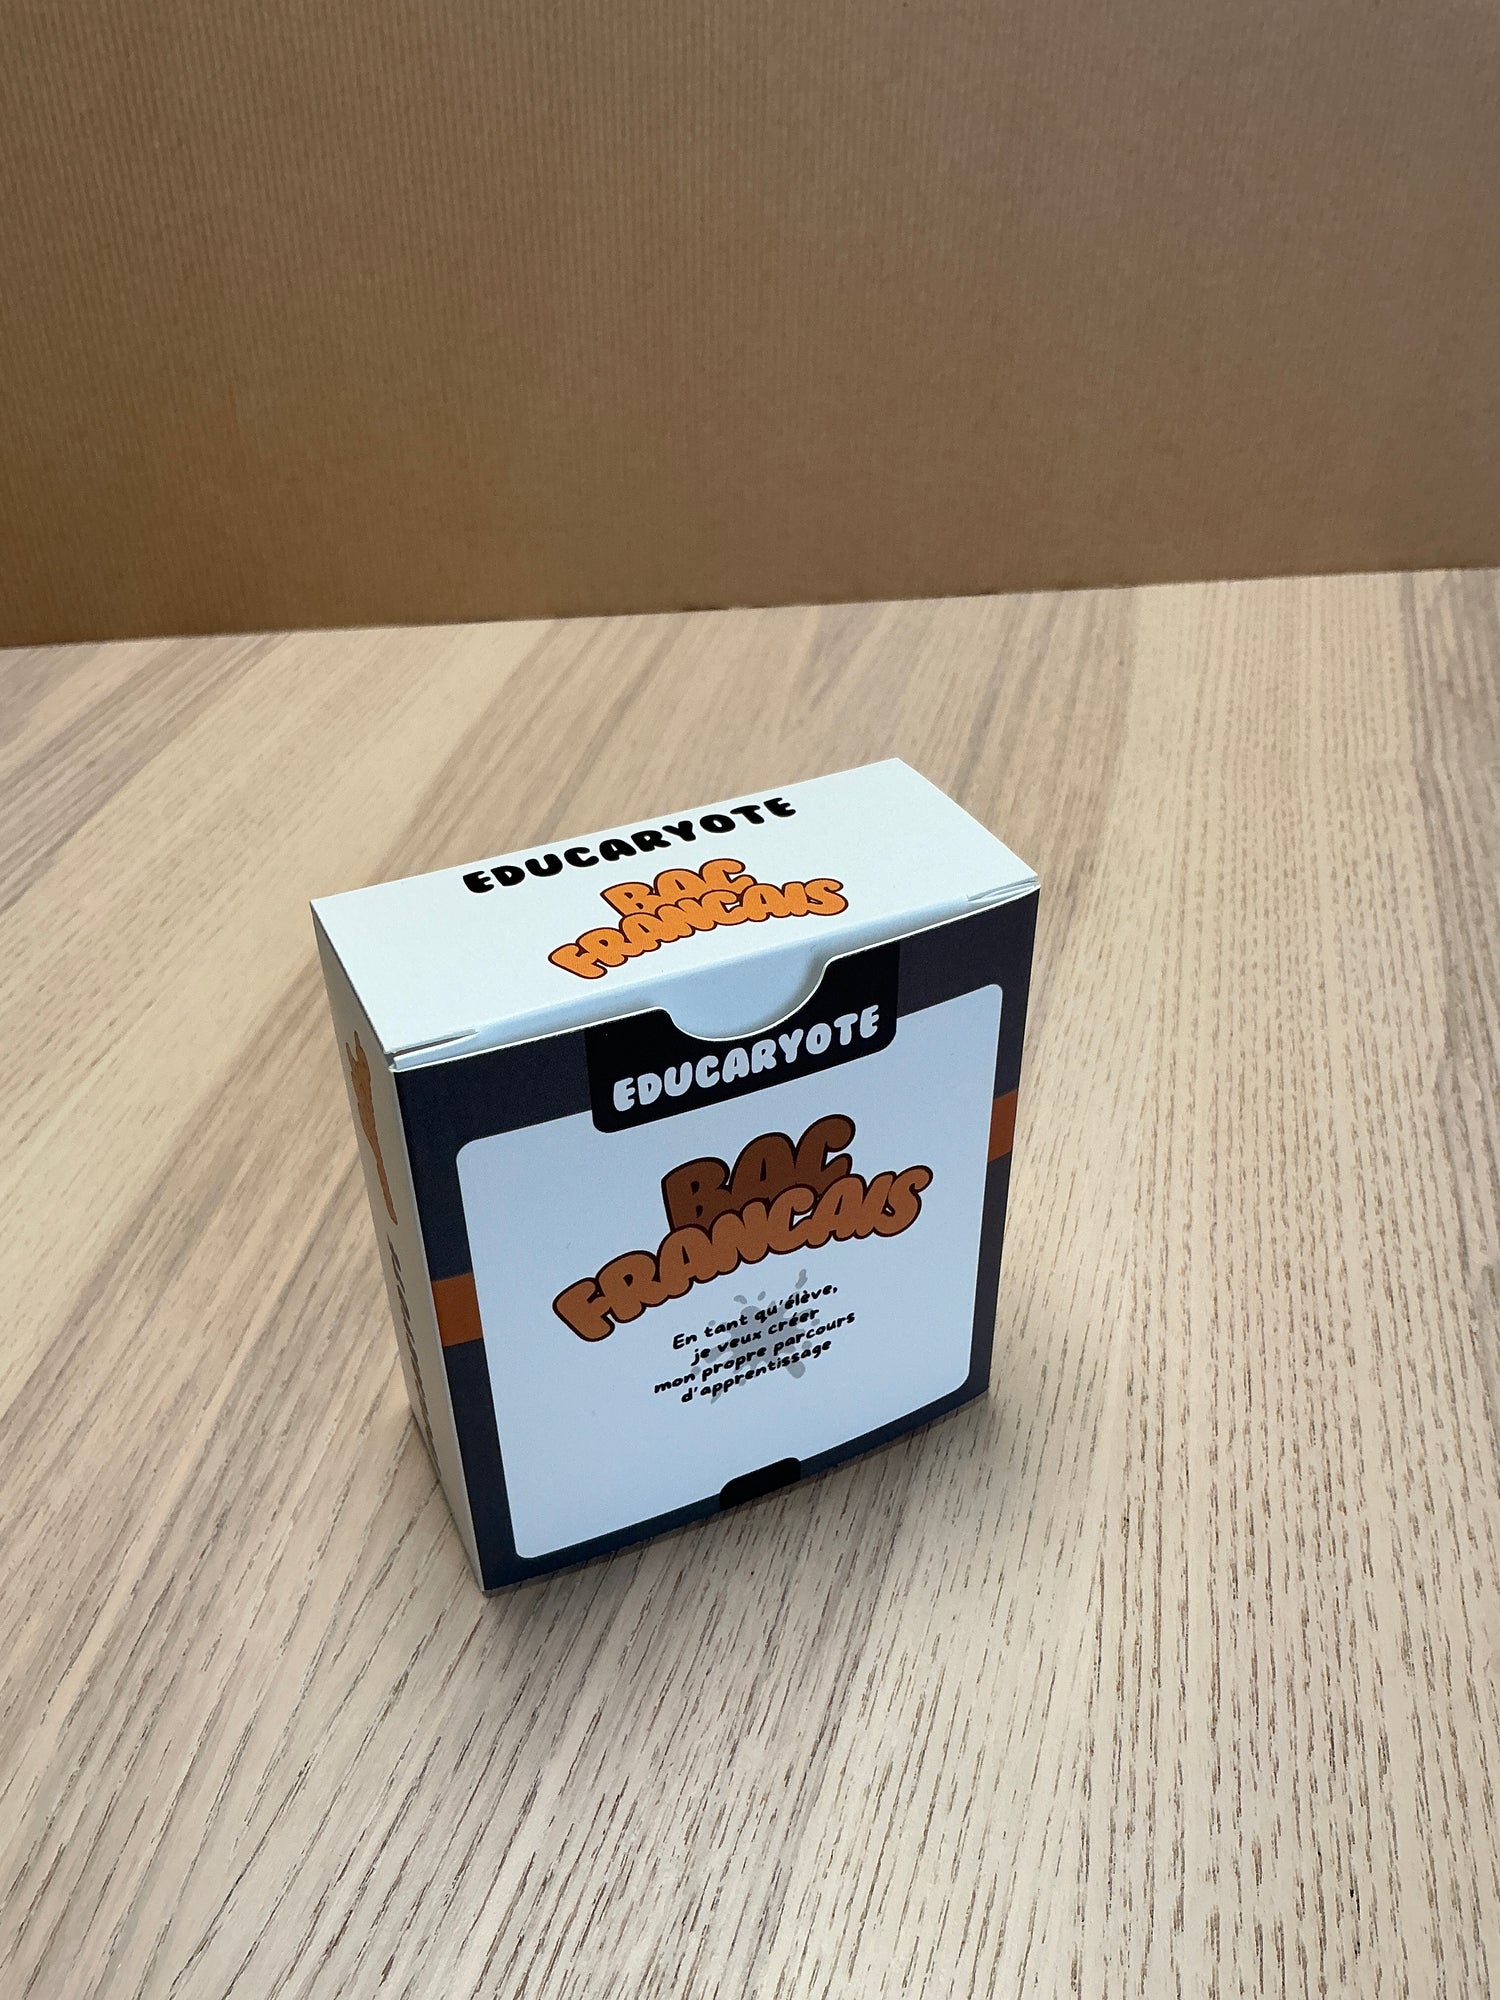 EDUCARYOTE
BAC
FRANCAIS
EDUCARYOTE
BAC
FRANCAIS
En tant qu'élève,
je veux créer
mon propre parcours
d'apprentissage